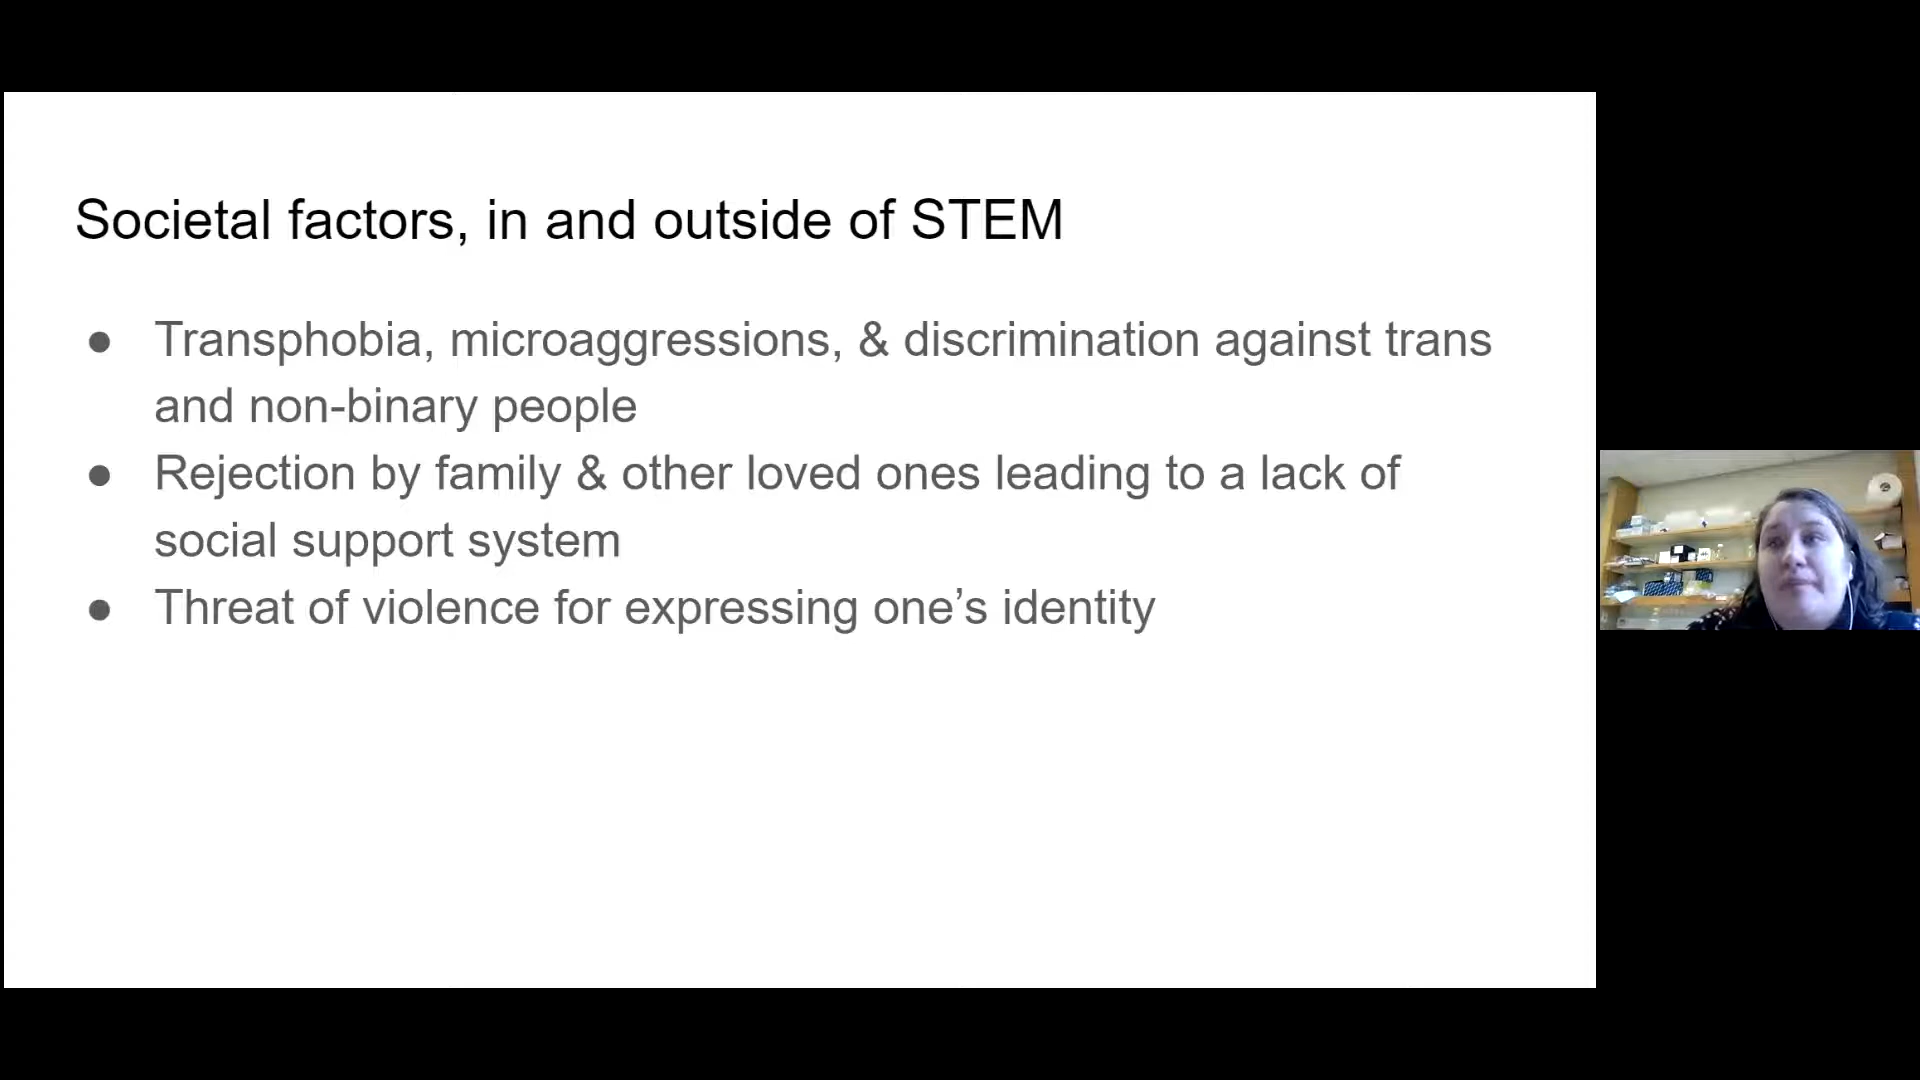 Societal factors, in and outside of STEM
● Transphobia, microaggressions, & discrimination against trans
and non-binary people
● Rejection by family & other loved ones leading to a lack of
social support system
● Threat of violence for expressing one’s identity